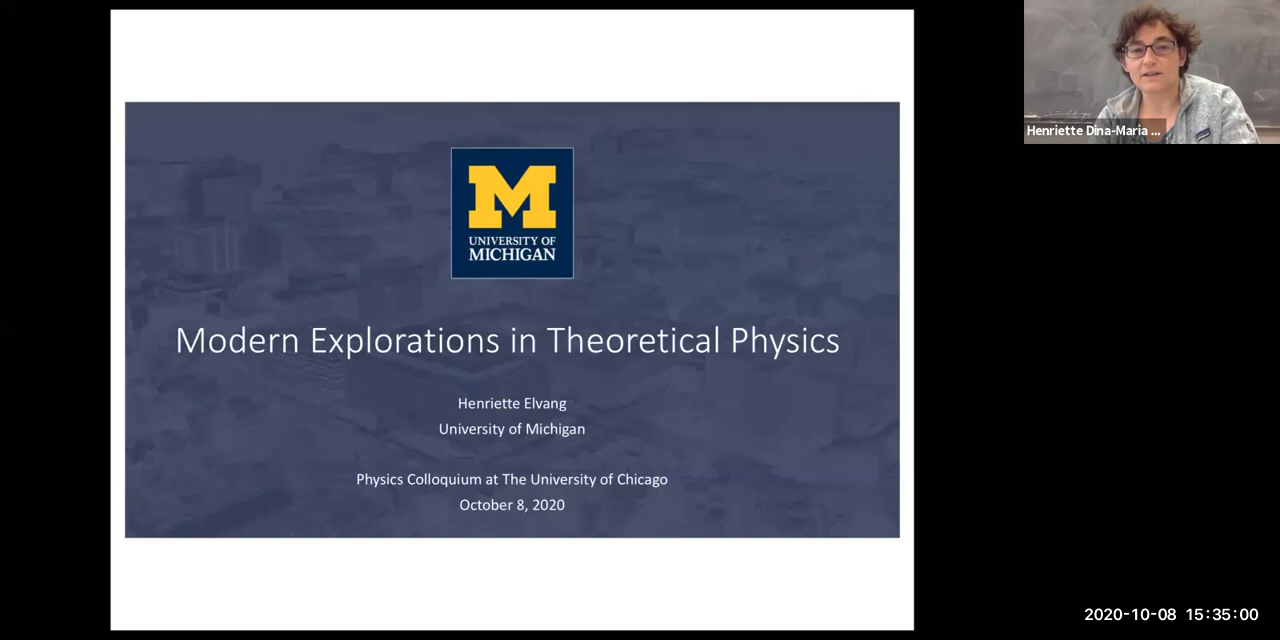 M
UNIVERSITY OF
MICHIGAN
Modern Explorations in Theoretical Physics
Henriette Elvang
University of Michigan
Physics Colloquium at The University of Chicago
October 8, 2020
Henriette Dina-Maria ...
2020-10-08 15:35:00